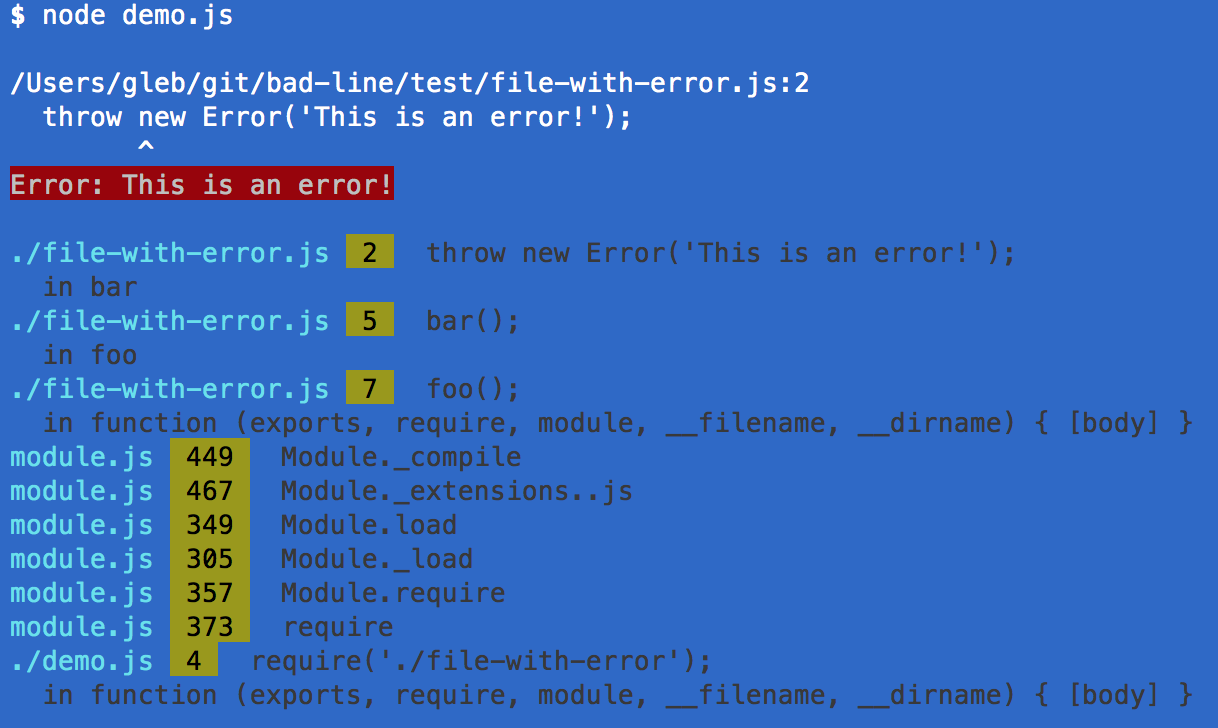 $ node demo.js
/Users/gleb/git/bad-line/test/file-with-error.js:2
  throw new Error('This is an error!');
        ^
Error: This is an error!
./file-with-error.js 2 throw new Error('This is an error!');
  in bar
./file-with-error.js 5 bar();
  in foo
./file-with-error.js 7 foo();
  in function (exports, require, module, __filename, __dirname) { [body] }
module.js 449 Module._compile
module.js 467 Module._extensions..js
module.js 349 Module.load
module.js 305 Module._load
module.js 357 Module.require
module.js 373 require
./demo.js 4 require('./file-with-error');
  in function (exports, require, module, __filename, __dirname) { [body] }